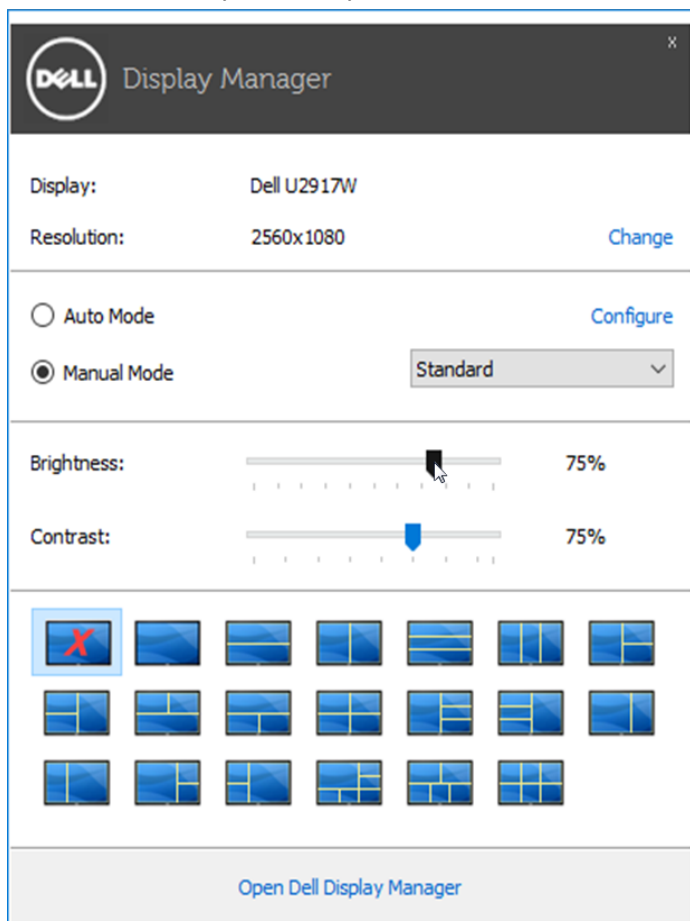 DELL Display Manager x
Display: Dell U2917W
Resolution: 2560x1080 Change
Auto Mode Configure
Manual Mode Standard
Brightness: 75%
Contrast: 75%
X
Open Dell Display Manager